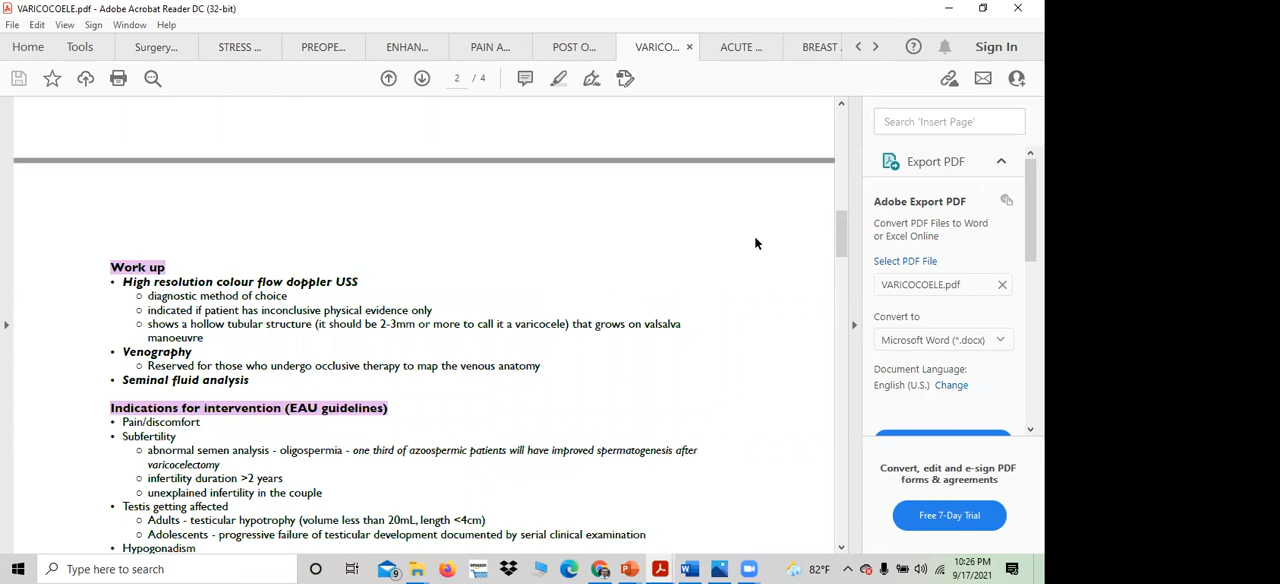 VARICOCOELE.pdf - Adobe Acrobat Reader DC (32-bit)
File Edit View Sign Window Help
Home Tools Surgery... STRESS ... PREOPE... ENHAN... PAIN A... POST O... VARICO... × ACUTE ... BREAST Sign In
2 / 4
Search 'Insert Page'
Export PDF
Adobe Export PDF
Convert PDF Files to Word
or Excel Online
Select PDF File
VARICOCOELE.pdf
Convert to
Microsoft Word (*.docx)
Document Language:
English (U.S.) Change
Convert, edit and e-sign PDF
forms & agreements
Free 7-Day Trial
Work up
• High resolution colour flow doppler USS
○ diagnostic method of choice
○ indicated if patient has inconclusive physical evidence only
○ shows a hollow tubular structure (it should be 2-3mm or more to call it a varicocele) that grows on valsalva
manoeuvre
• Venography
○ Reserved for those who undergo occlusive therapy to map the venous anatomy
• Seminal fluid analysis
Indications for intervention (EAU guidelines)
• Pain/discomfort
• Subfertility
○ abnormal semen analysis - oligospermia - one third of azoospermic patients will have improved spermatogenesis after
varicocelectomy
○ infertility duration >2 years
○ unexplained infertility in the couple
• Testis getting affected
○ Adults - testicular hypotrophy (volume less than 20mL, length <4cm)
○ Adolescents - progressive failure of testicular development documented by serial clinical examination
• Hypogonadism
Type here to search
9
82°F
10:26 PM
9/17/2021